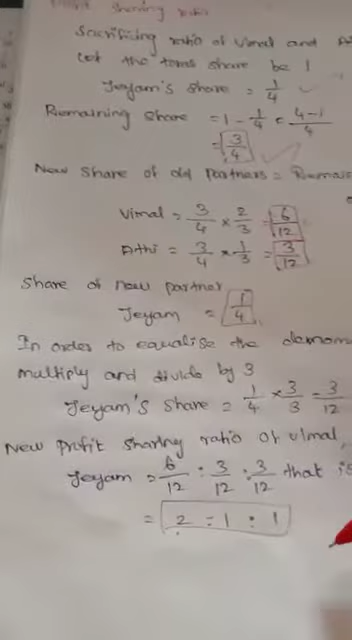 Profit sharing ratio
Sacrificing ratio of Vimal and
Let the total share be 1
Jeyam's share = 1/4
Remaining share = 1 - 1/4 = 4-1/4
= 3/4
New share of old partners =
Vimal = 3/4 × 2/3 = 6/12
Athi = 3/4 × 1/3 = 3/12
Share of new partner
Jeyam = 1/4
In order to equalise the
multiply and divide by 3
Jeyam's share = 1/4 × 3/3 = 3/12
New Profit sharing ratio of Vimal,
Jeyam = 6/12 : 3/12 : 3/12 that is
= 2 : 1 : 1